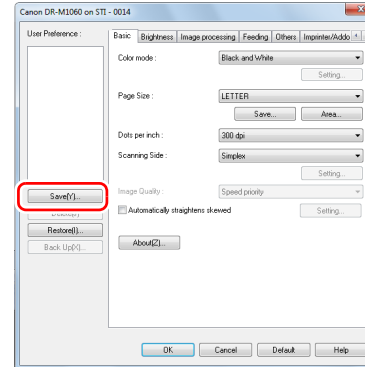 Canon DR-M1060 on STI - 0014
User Preference :
Basic Brightness Image processing Feeding Others Imprinter/Addo
Color mode : Black and White
Setting...
Page Size : LETTER
Save... Area...
Dots per inch : 300 dpi
Scanning Side : Simplex
Setting...
Save(Y)...
Image Quality : Speed priority
Automatically straightens skewed Setting...
Restore(I)...
About(Z)...
Back Up(X)...
OK Cancel Default Help